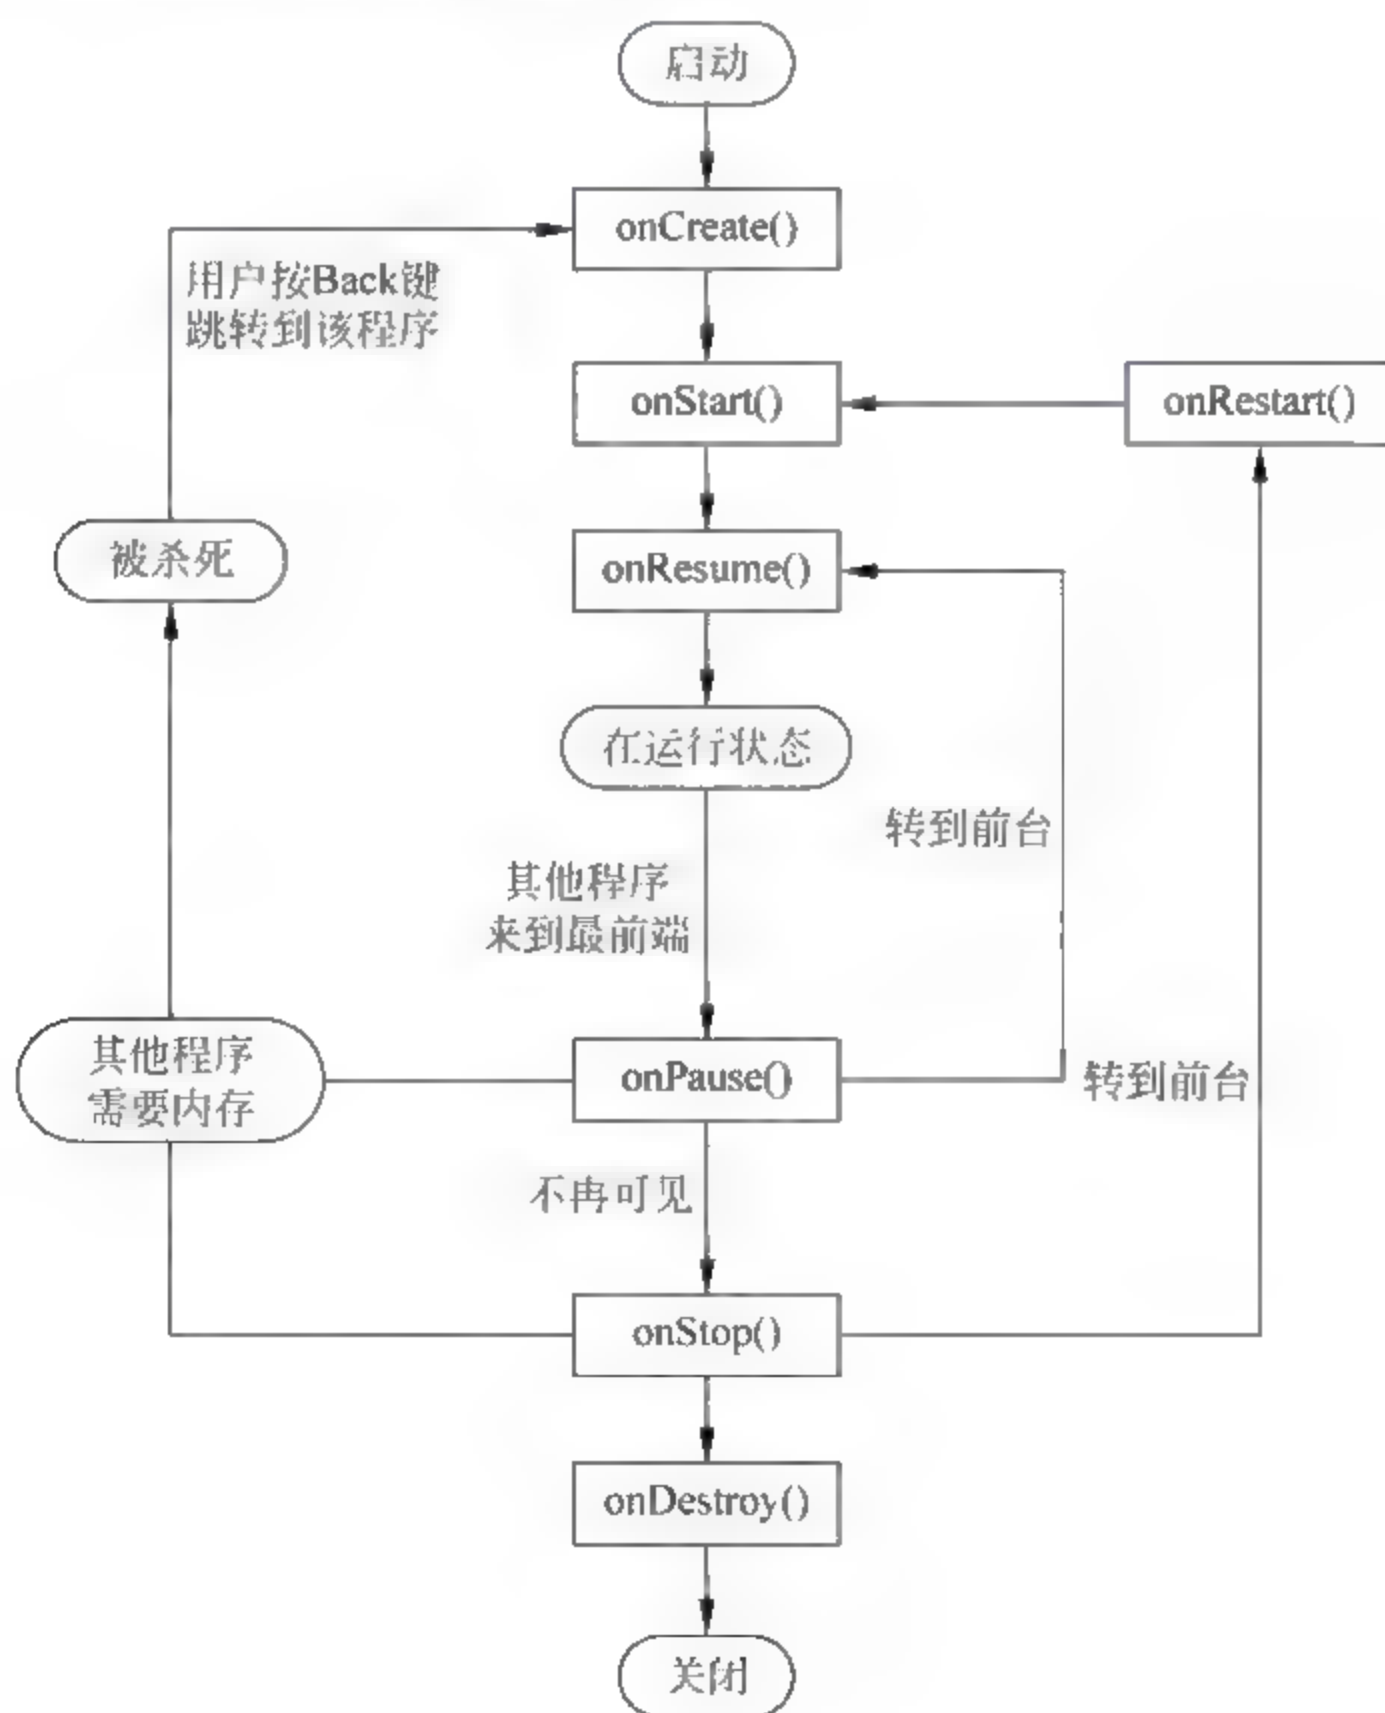 启动
onCreate()
用户按Back键
跳转到该程序
onStart()
onRestart()
被杀死
onResume()
在运行状态
转到前台
其他程序
来到最前端
其他程序
需要内存
onPause()
转到前台
不再可见
onStop()
onDestroy()
关闭